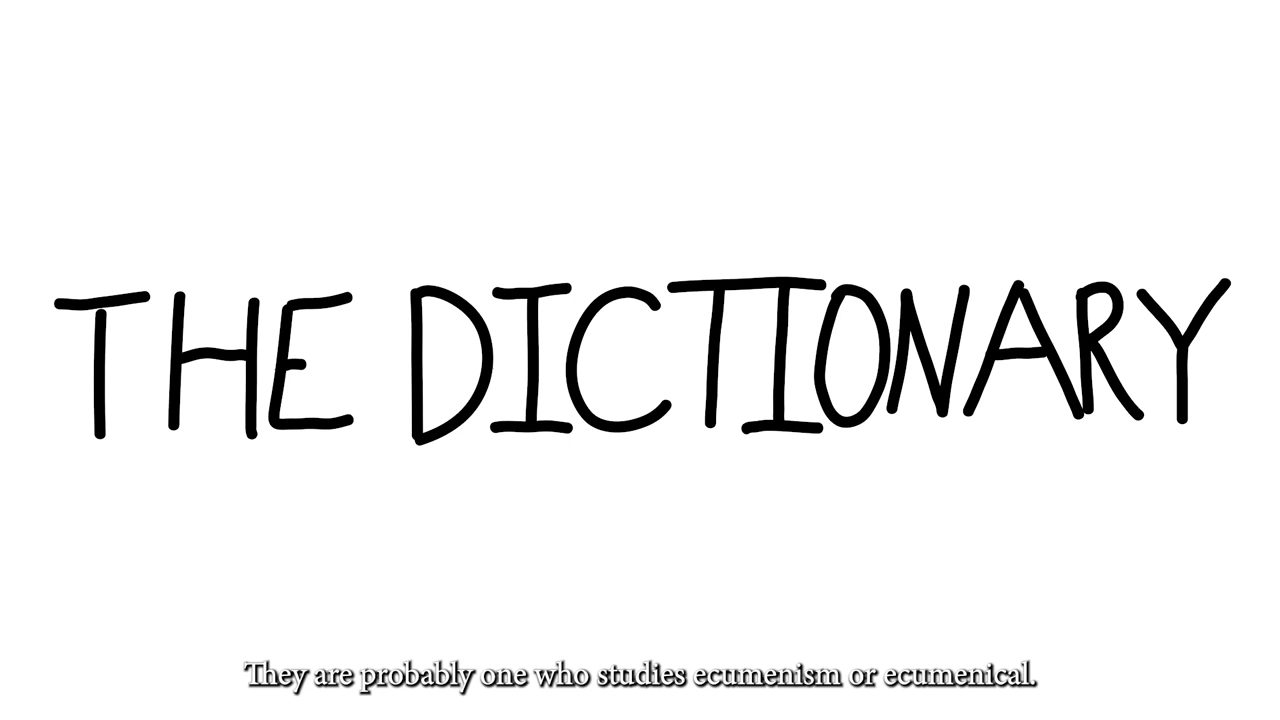 THE DICTIONARY
They are probably one who studies ecumenism or ecumenical.